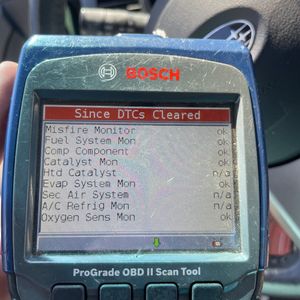 BOSCH
Since DTCs Cleared
Misfire Monitor ok
Fuel System Mon ok
Comp Component ok
Catalyst Mon ok
Htd Catalyst n/a
Evap System Mon ok
Sec Air System n/a
A/C Refrig Mon n/a
Oxygen Sens Mon ok
ProGrade OBD II Scan Tool